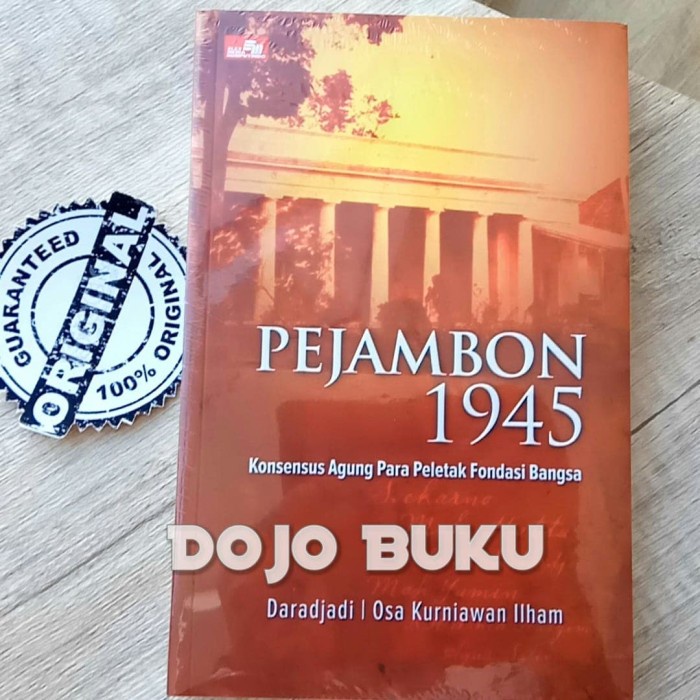 GUARANTEED
ORIGINAL
100% ORIGINAL
PEJAMBON
1945
Konsensus Agung Para Peletak Fondasi Bangsa
DOJO BUKU
Daradjadi | Osa Kurniawan Ilham